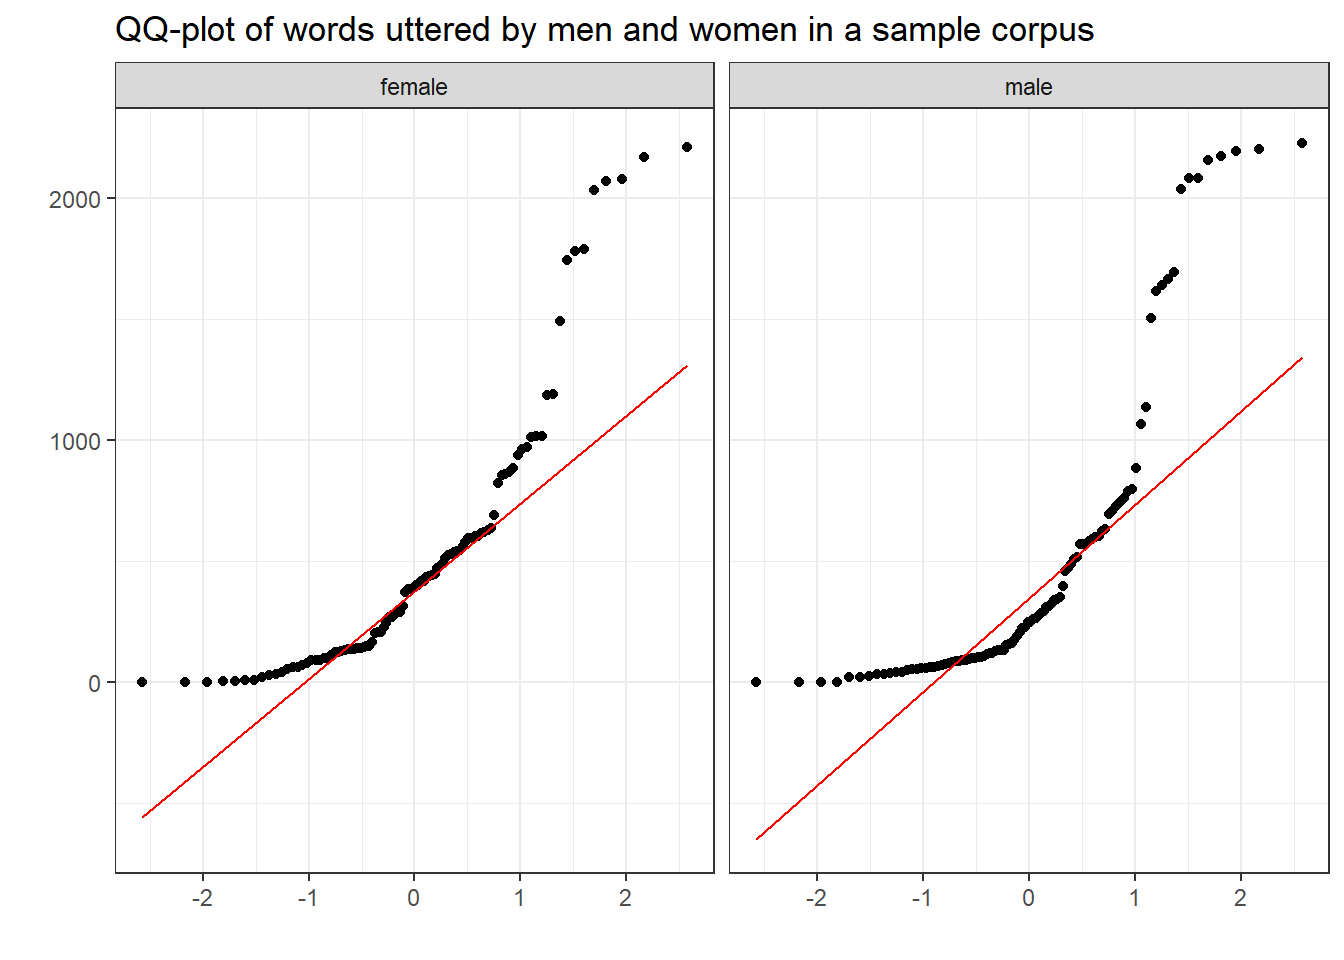 QQ-plot of words uttered by men and women in a sample corpus
female male
2000
1000
0
-2 -1 0 1 2 -2 -1 0 1 2